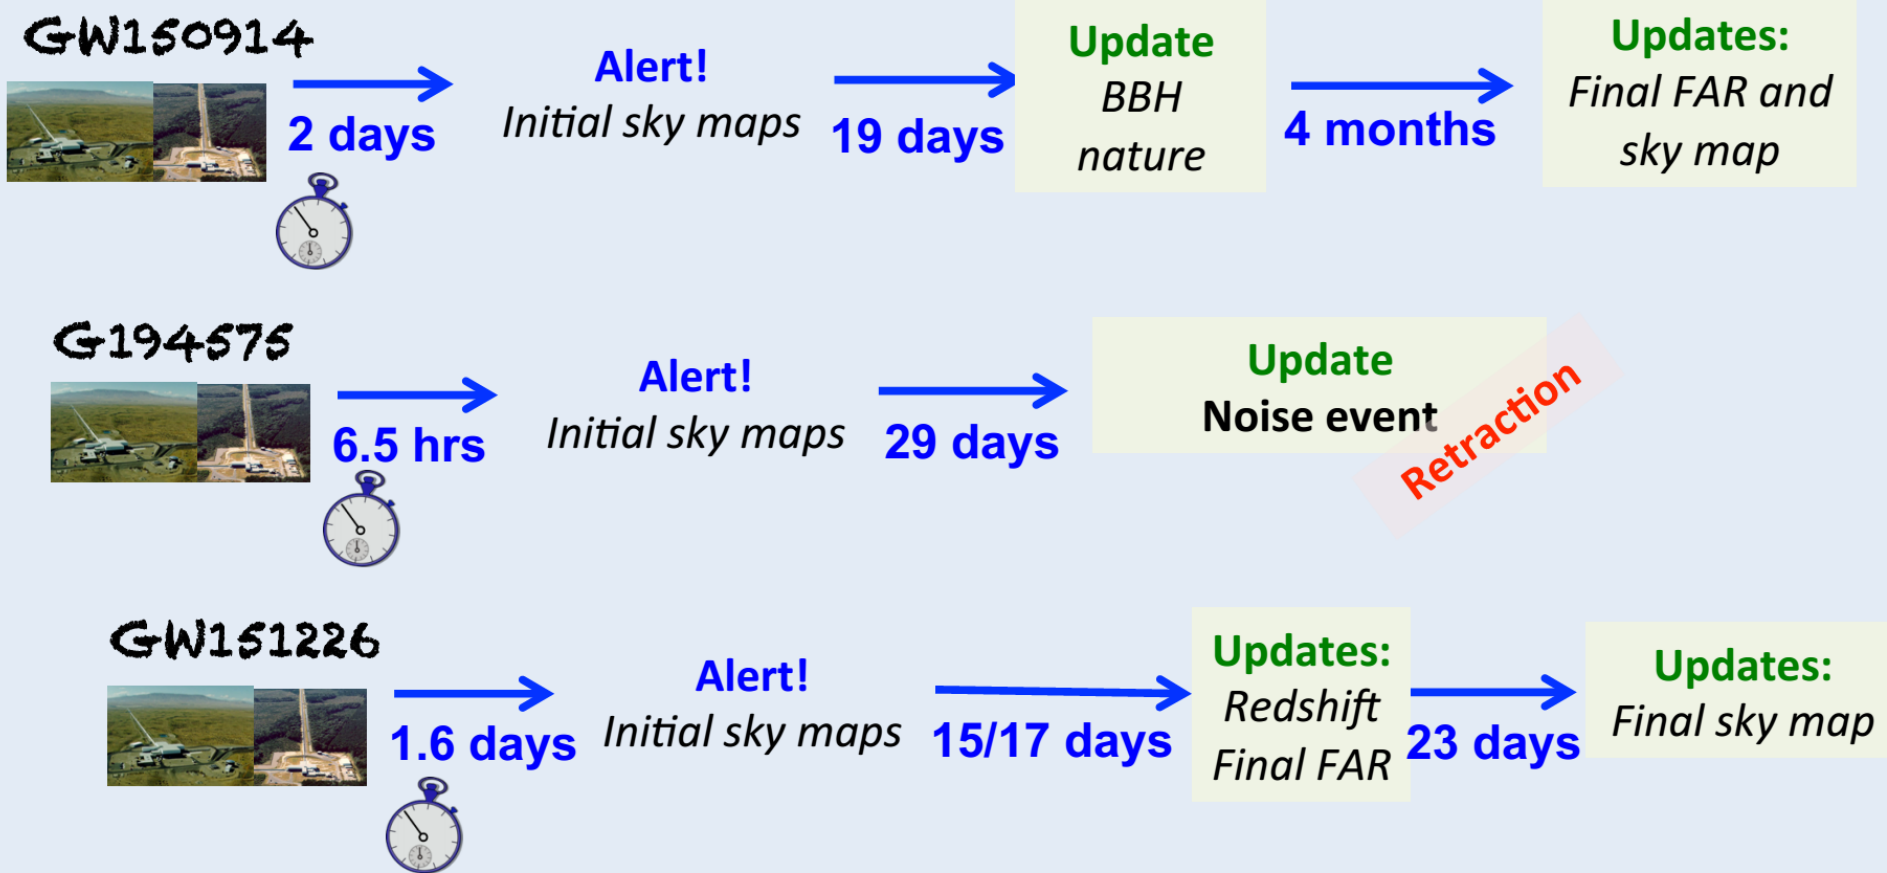 GW150914
2 days
Alert!
Initial sky maps
19 days
Update
BBH
nature
4 months
Updates:
Final FAR and
sky map
G194575
6.5 hrs
Alert!
Initial sky maps
29 days
Update
Noise event
Retraction
GW151226
1.6 days
Alert!
Initial sky maps
15/17 days
Updates:
Redshift
Final FAR
23 days
Updates:
Final sky map